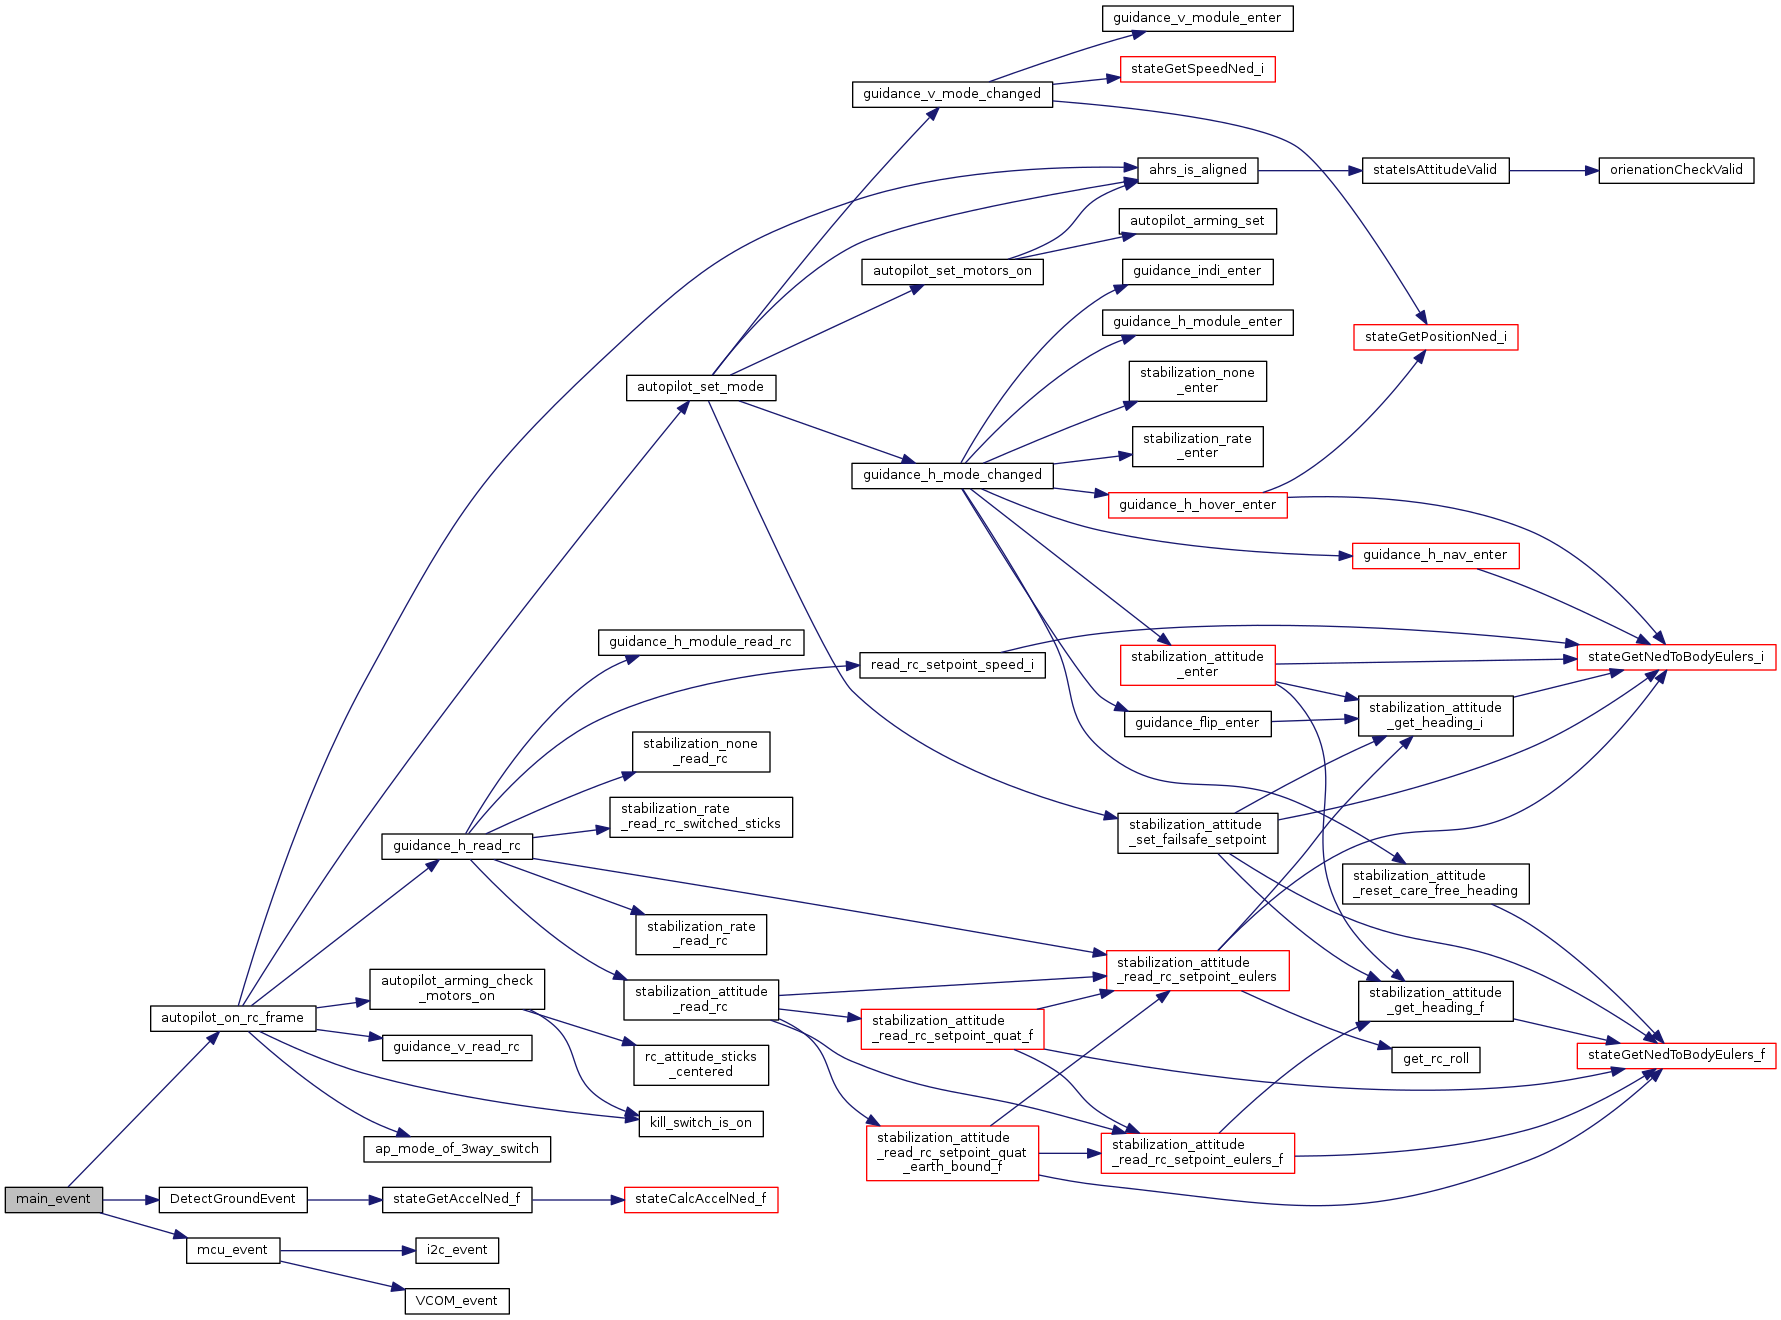 guidance_v_module_enter
stateGetSpeedNed_i
guidance_v_mode_changed
ahrs_is_aligned
stateIsAttitudeValid
orienationCheckValid
autopilot_arming_set
autopilot_set_motors_on
guidance_indi_enter
guidance_h_module_enter
stateGetPositionNed_i
stabilization_none
_enter
autopilot_set_mode
stabilization_rate
_enter
guidance_h_mode_changed
guidance_h_hover_enter
guidance_h_nav_enter
guidance_h_module_read_rc
read_rc_setpoint_speed_i
stabilization_attitude
_enter
stateGetNedToBodyEulers_i
stabilization_attitude
_get_heading_i
guidance_flip_enter
stabilization_none
_read_rc
stabilization_rate
_read_rc_switched_sticks
guidance_h_read_rc
stabilization_attitude
_set_failsafe_setpoint
stabilization_attitude
_reset_care_free_heading
stabilization_rate
_read_rc
stabilization_attitude
_read_rc_setpoint_eulers
autopilot_arming_check
_motors_on
stabilization_attitude
_read_rc
stabilization_attitude
_get_heading_f
autopilot_on_rc_frame
stabilization_attitude
_read_rc_setpoint_quat_f
guidance_v_read_rc
rc_attitude_sticks
_centered
get_rc_roll
stateGetNedToBodyEulers_f
kill_switch_is_on
ap_mode_of_3way_switch
stabilization_attitude
_read_rc_setpoint_quat
_earth_bound_f
stabilization_attitude
_read_rc_setpoint_eulers_f
main_event
DetectGroundEvent
stateGetAccelNed_f
stateCalcAccelNed_f
mcu_event
i2c_event
VCOM_event